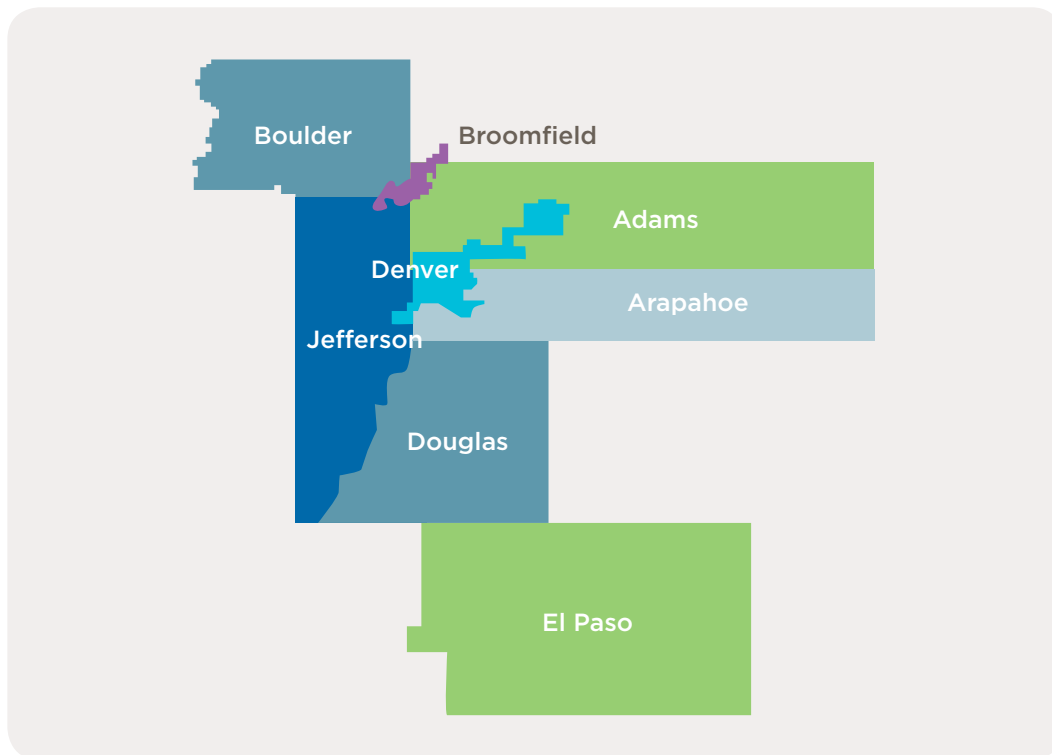 Boulder
Broomfield
Adams
Denver
Arapahoe
Jefferson
Douglas
El Paso